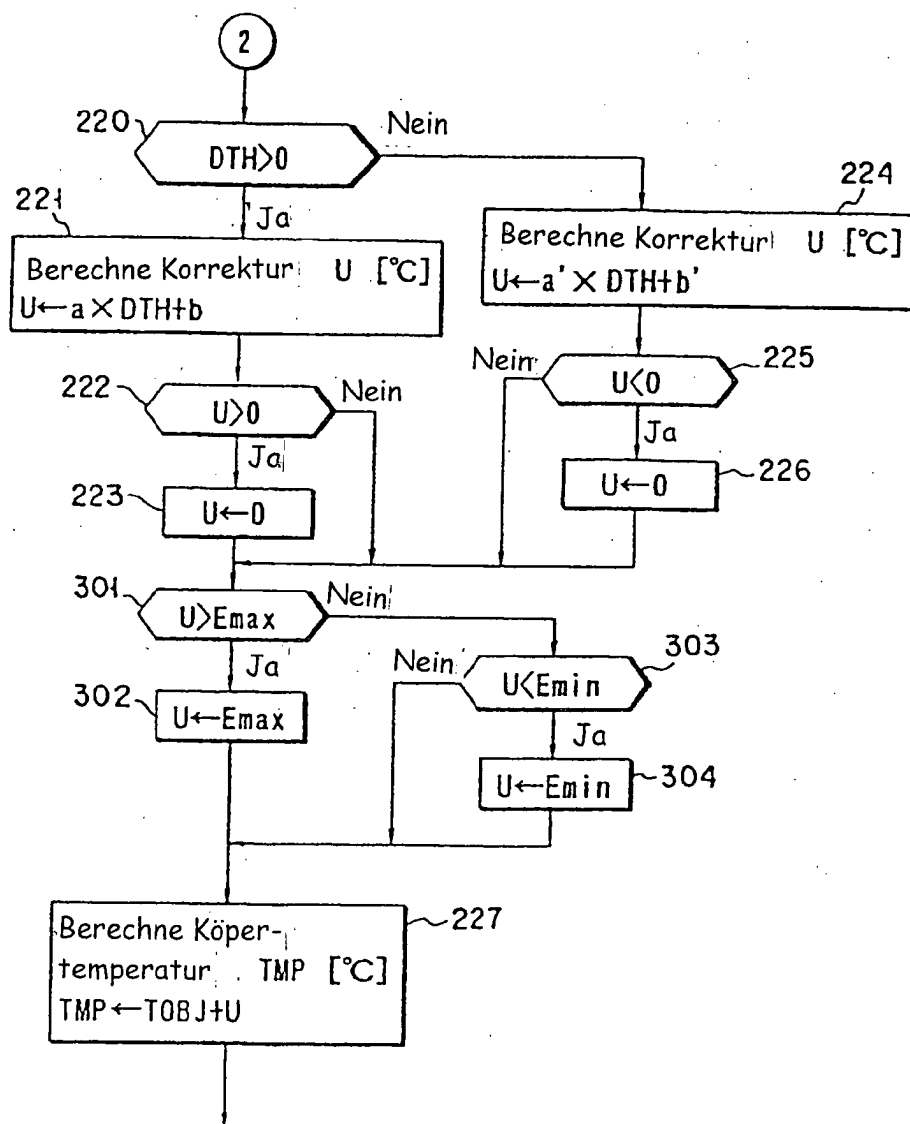 2
220
DTH>0
Nein
221
Ja
224
Berechne Korrektur U [°C]
U←a×DTH+b
Berechne Korrektur U [°C]
U←a'×DTH+b'
222
U>0
Nein
Nein
U<0
225
Ja
Ja
223
U←0
U←0
226
301
U>Emax
Nein
Ja
Nein
U<Emin
303
302
U←Emax
Ja
U←Emin
304
Berechne Köper-
temperatur TMP [°C]
TMP←TOBJ+U
227